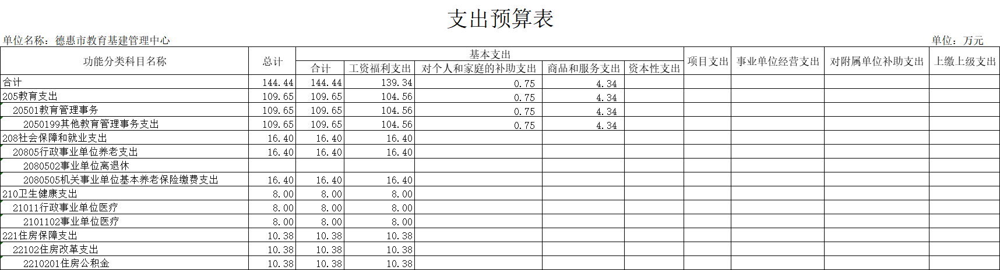 支出预算表
单位名称：德惠市教育基建管理中心 单位：万元
功能分类科目名称 总计 基本支出 项目支出 事业单位经营支出 对附属单位补助支出 上缴上级支出
合计 工资福利支出 对个人和家庭的补助支出 商品和服务支出 资本性支出
合计 144.44 144.44 139.34 0.75 4.34
205教育支出 109.65 109.65 104.56 0.75 4.34
20501教育管理事务 109.65 109.65 104.56 0.75 4.34
2050199其他教育管理事务支出 109.65 109.65 104.56 0.75 4.34
208社会保障和就业支出 16.40 16.40 16.40
20805行政事业单位养老支出 16.40 16.40 16.40
2080502事业单位离退休
2080505机关事业单位基本养老保险缴费支出 16.40 16.40 16.40
210卫生健康支出 8.00 8.00 8.00
21011行政事业单位医疗 8.00 8.00 8.00
2101102事业单位医疗 8.00 8.00 8.00
221住房保障支出 10.38 10.38 10.38
22102住房改革支出 10.38 10.38 10.38
2210201住房公积金 10.38 10.38 10.38